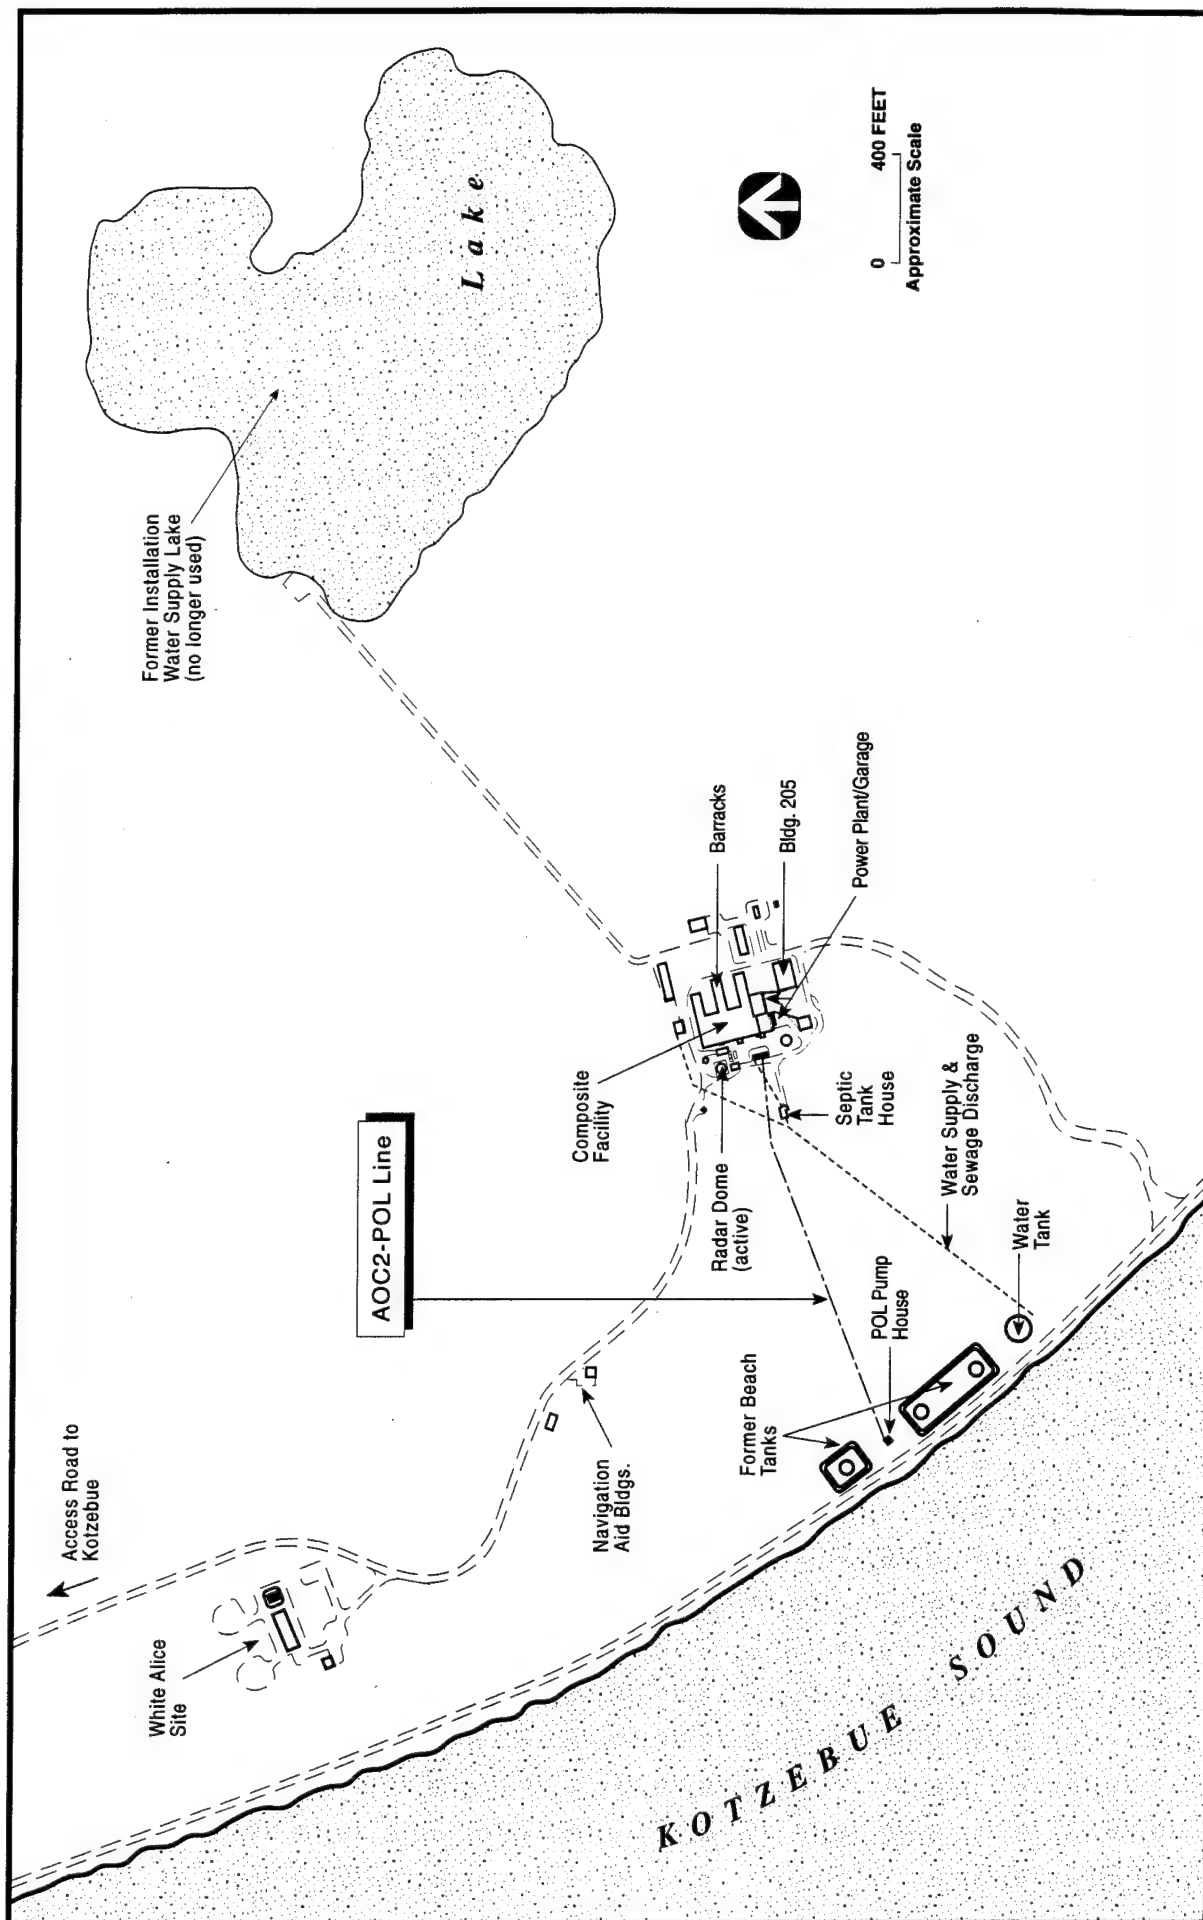 Access Road to
Kotzebue
White Alice
Site
Former Installation
Water Supply Lake
(no longer used)
Lake
AOC2-POL Line
Navigation
Aid Bldgs.
Composite
Facility
Barracks
Bldg. 205
Power Plant/Garage
Radar Dome
(active)
Septic
Tank
House
Former Beach
Tanks
POL Pump
House
Water Supply &
Sewage Discharge
Water
Tank
KOTZEBUE SOUND
0 400 FEET
Approximate Scale